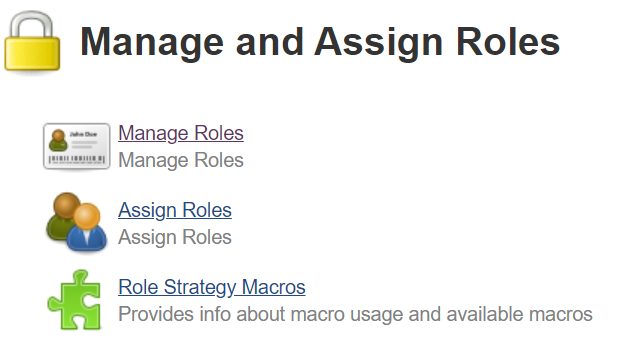 Manage and Assign Roles
John Doe
Manage Roles
Manage Roles
Assign Roles
Assign Roles
Role Strategy Macros
Provides info about macro usage and available macros